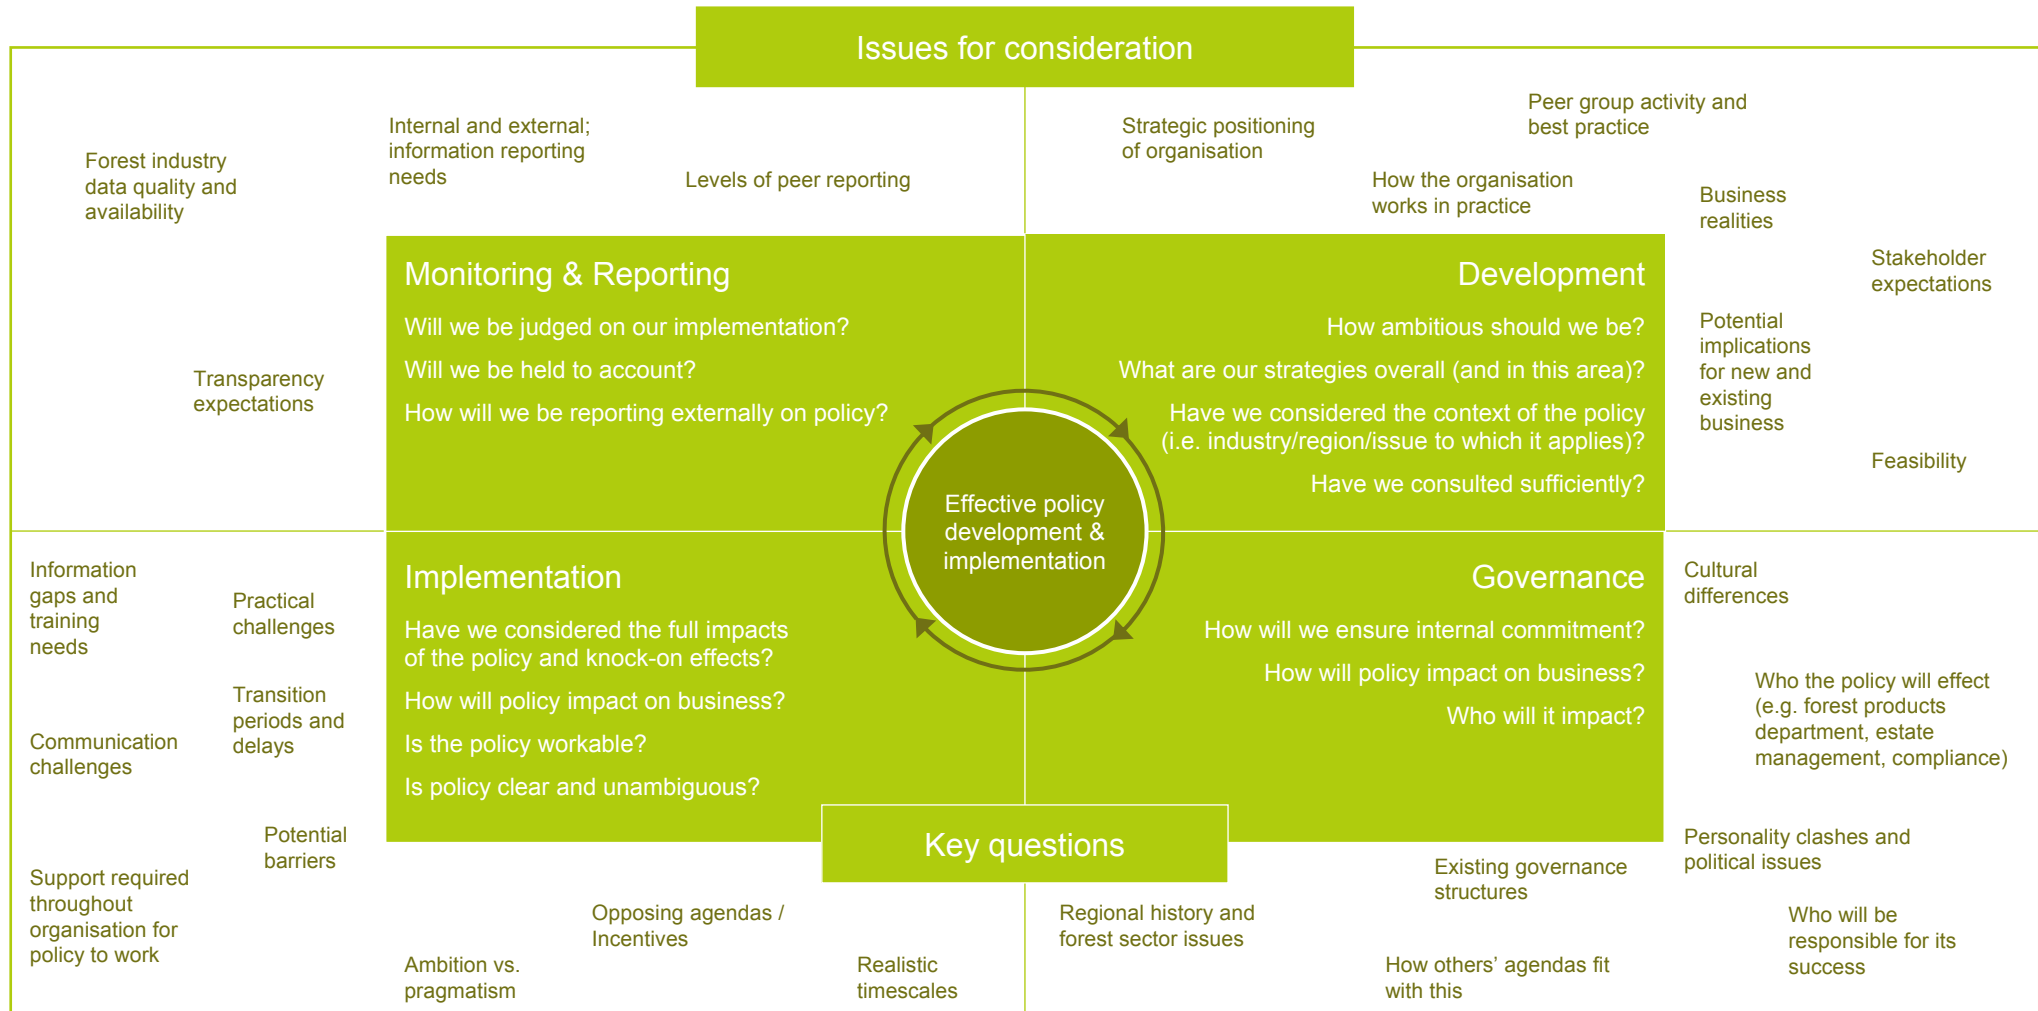 Issues for consideration
Forest industry
data quality and
availability
Internal and external;
information reporting
needs
Levels of peer reporting
Transparency
expectations
Strategic positioning
of organisation
Peer group activity and
best practice
How the organisation
works in practice
Business
realities
Stakeholder
expectations
Potential
implications
for new and
existing
business
Feasibility
Monitoring & Reporting
Will we be judged on our implementation?
Will we be held to account?
How will we be reporting externally on policy?
Development
How ambitious should we be?
What are our strategies overall (and in this area)?
Have we considered the context of the policy
(i.e. industry/region/issue to which it applies)?
Have we consulted sufficiently?
Effective policy
development &
implementation
Implementation
Have we considered the full impacts
of the policy and knock-on effects?
How will policy impact on business?
Is the policy workable?
Is policy clear and unambiguous?
Governance
How will we ensure internal commitment?
How will policy impact on business?
Who will it impact?
Key questions
Information
gaps and
training
needs
Practical
challenges
Transition
periods and
delays
Communication
challenges
Potential
barriers
Support required
throughout
organisation for
policy to work
Opposing agendas /
Incentives
Ambition vs.
pragmatism
Realistic
timescales
Cultural
differences
Who the policy will effect
(e.g. forest products
department, estate
management, compliance)
Personality clashes and
political issues
Existing governance
structures
Regional history and
forest sector issues
Who will be
responsible for its
success
How others’ agendas fit
with this